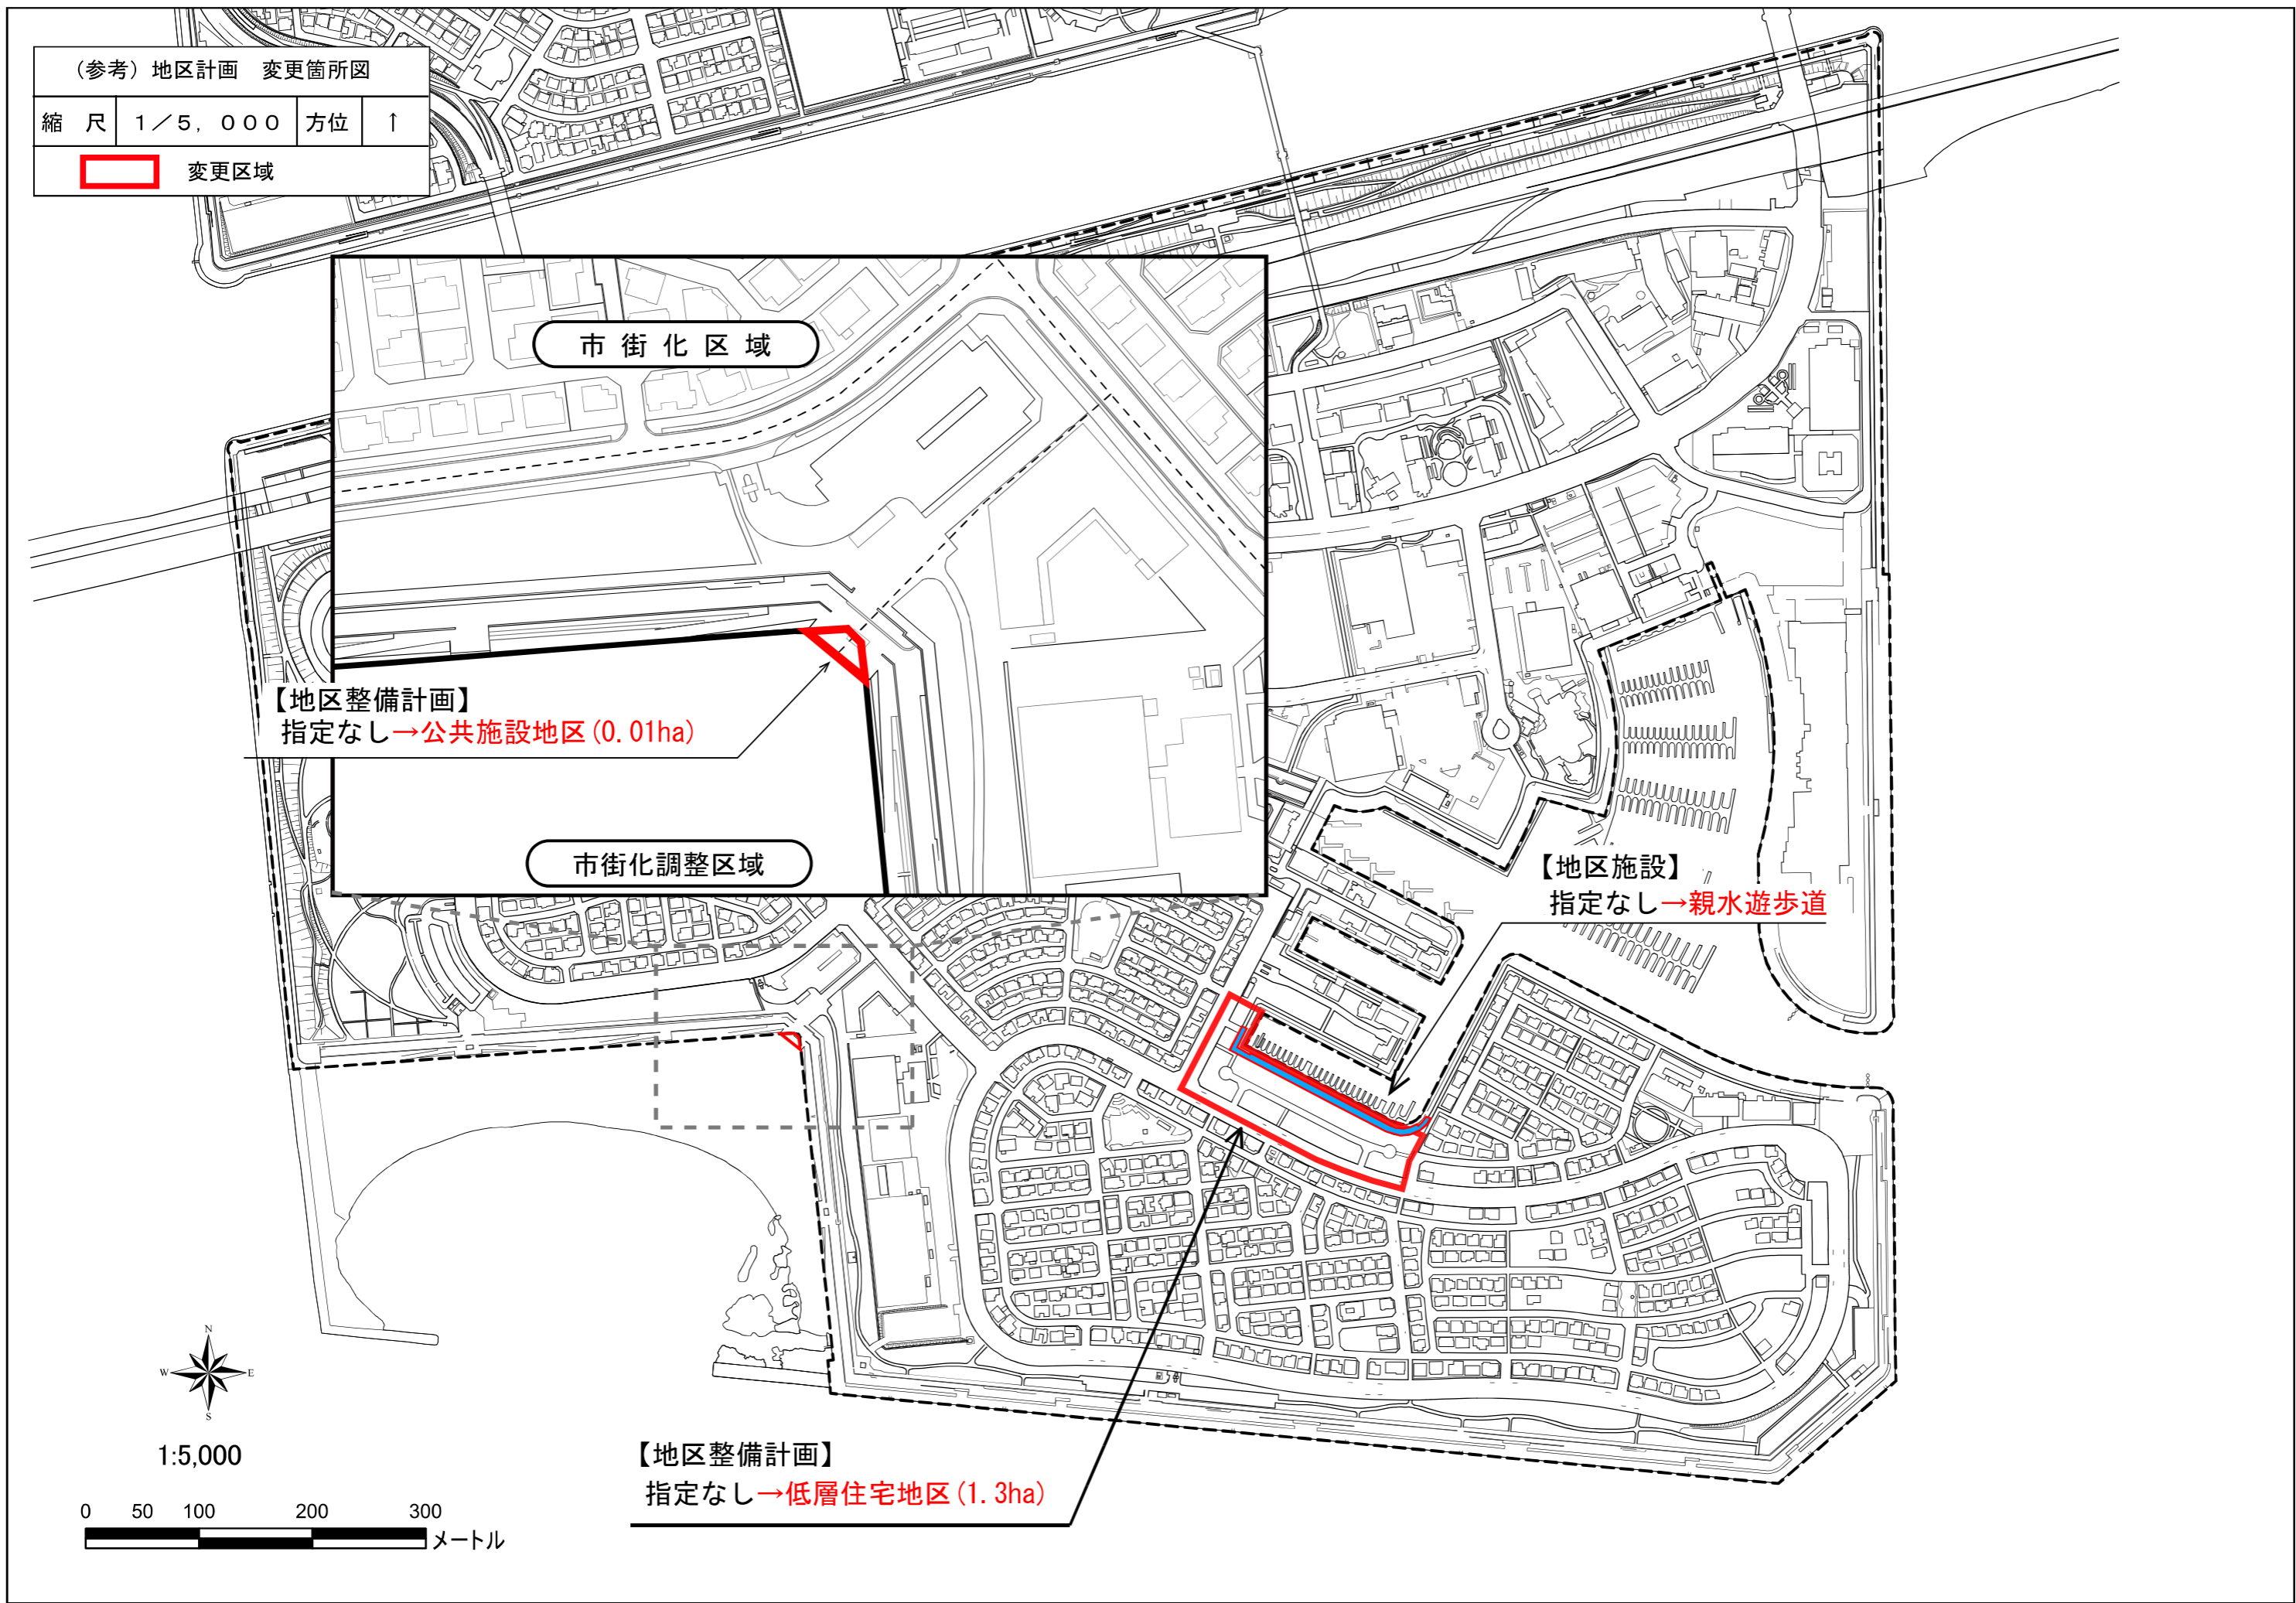 (参考) 地区計画　変更箇所図
縮　尺　１／５，０００　方位　↑
変更区域
市街化区域
【地区整備計画】
指定なし→公共施設地区(0.01ha)
市街化調整区域
【地区施設】
指定なし→親水遊歩道
N
W E
S
1:5,000
【地区整備計画】
指定なし→低層住宅地区(1.3ha)
0 50 100 200 300
メートル